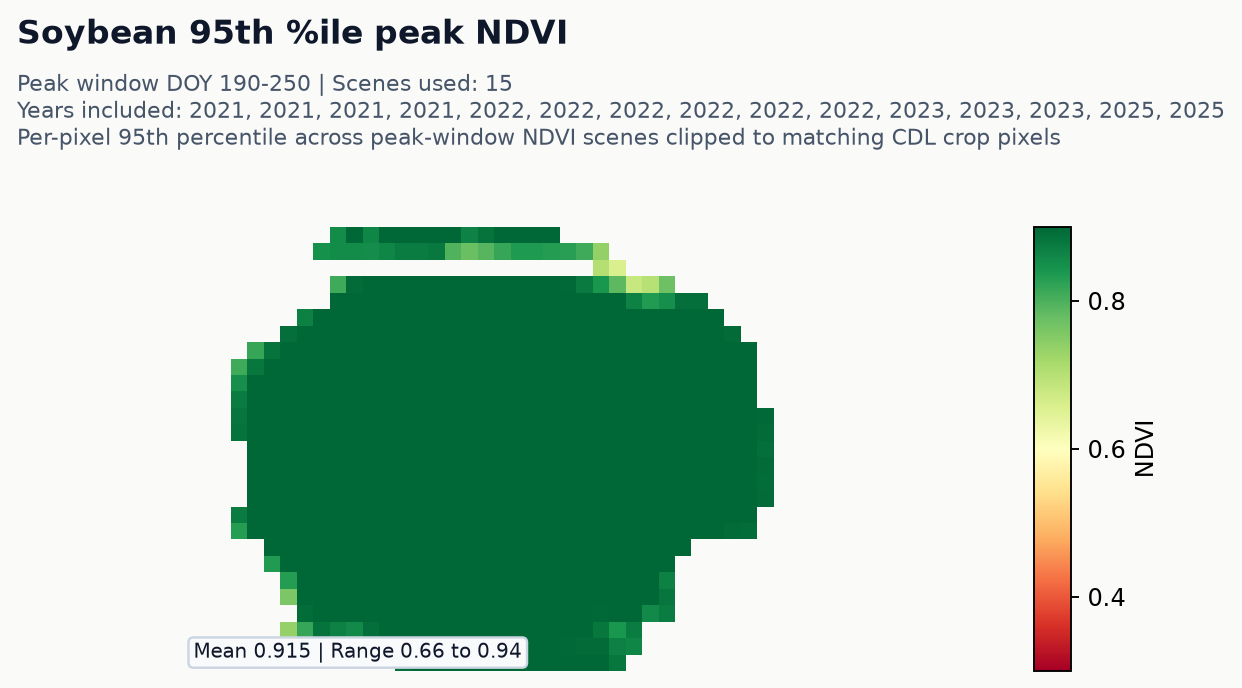 Soybean 95th %ile peak NDVI
Peak window DOY 190-250 | Scenes used: 15
Years included: 2021, 2021, 2021, 2021, 2022, 2022, 2022, 2022, 2022, 2022, 2023, 2023, 2023, 2025, 2025
Per-pixel 95th percentile across peak-window NDVI scenes clipped to matching CDL crop pixels
0.8
0.6
0.4
NDVI
Mean 0.915 | Range 0.66 to 0.94